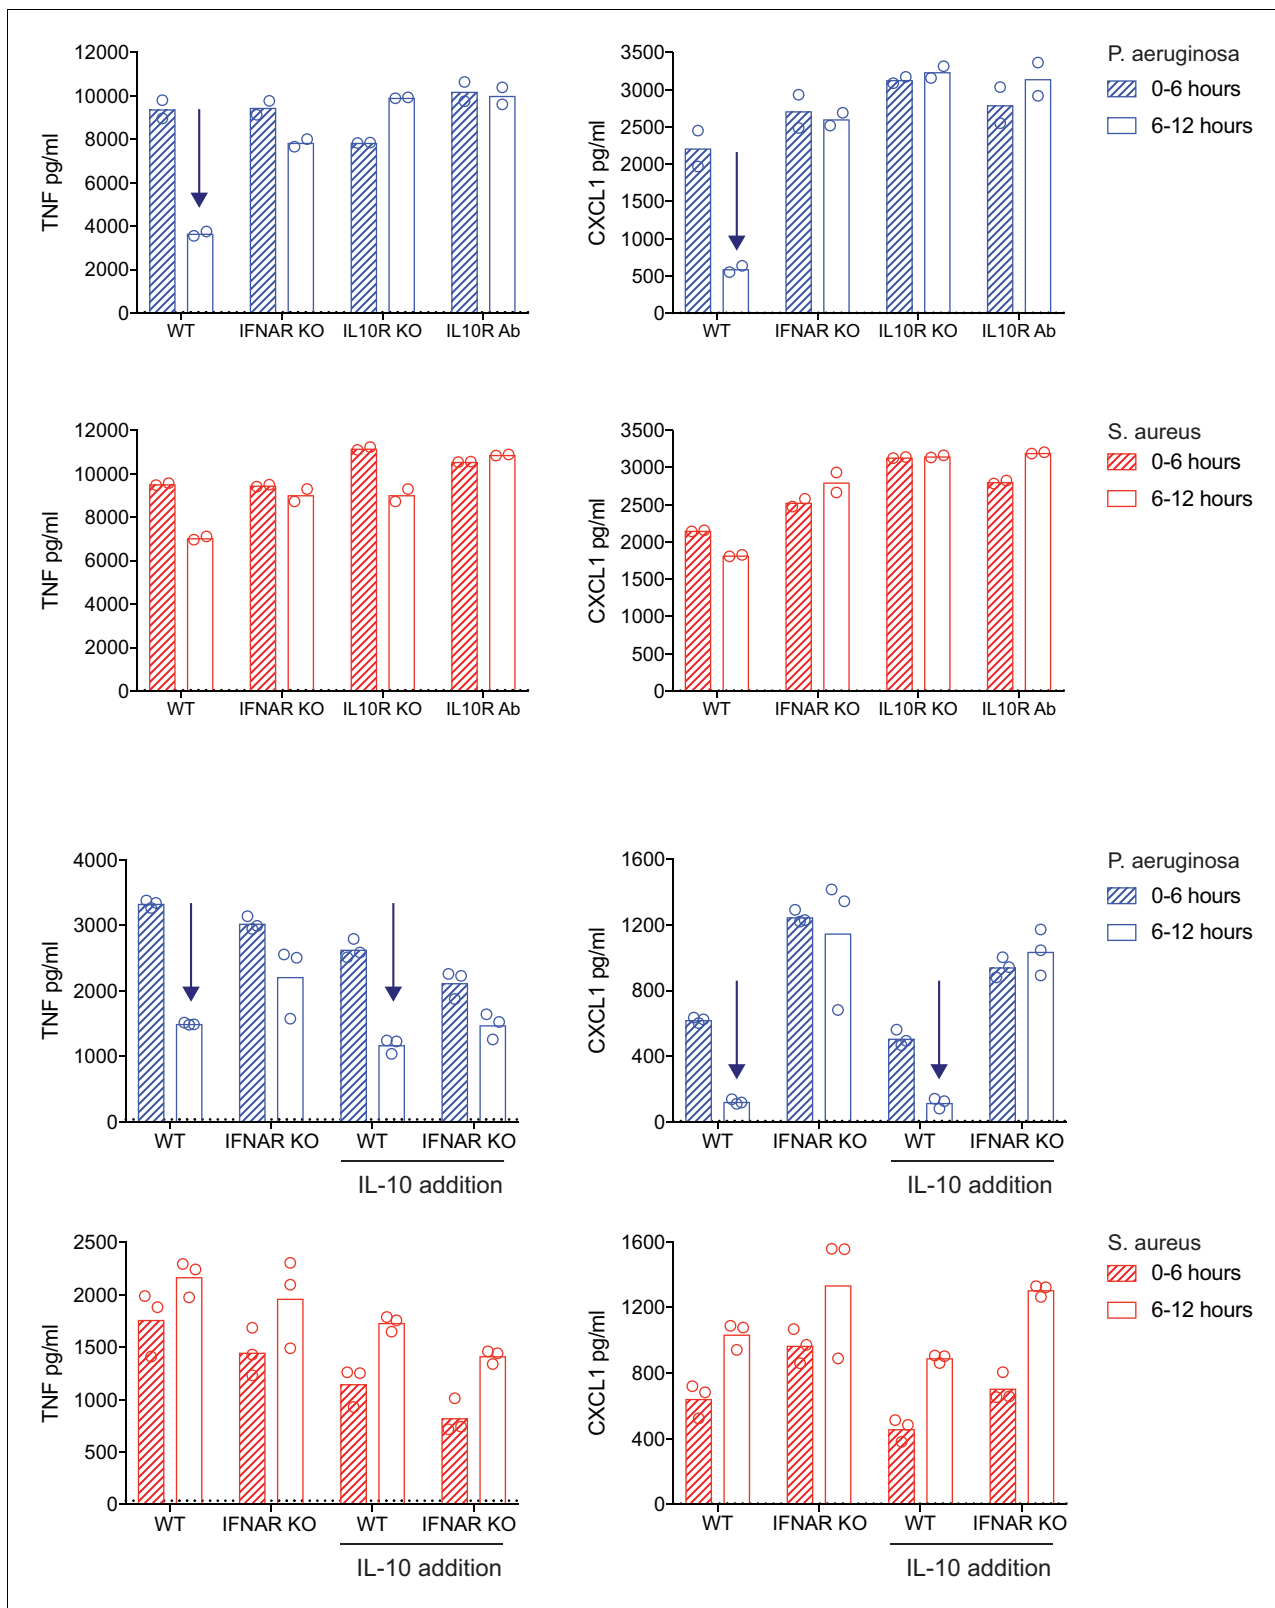 12000
10000
8000
6000
4000
2000
0
TNF pg/ml
WT IFNAR KO IL10R KO IL10R Ab
3500
3000
2500
2000
1500
1000
500
0
CXCL1 pg/ml
WT IFNAR KO IL10R KO IL10R Ab
P. aeruginosa
0-6 hours
6-12 hours
12000
10000
8000
6000
4000
2000
0
TNF pg/ml
WT IFNAR KO IL10R KO IL10R Ab
3500
3000
2500
2000
1500
1000
500
0
CXCL1 pg/ml
WT IFNAR KO IL10R KO IL10R Ab
S. aureus
0-6 hours
6-12 hours
4000
3000
2000
1000
0
TNF pg/ml
WT IFNAR KO WT IFNAR KO
IL-10 addition
1600
1200
800
400
0
CXCL1 pg/ml
WT IFNAR KO WT IFNAR KO
IL-10 addition
P. aeruginosa
0-6 hours
6-12 hours
2500
2000
1500
1000
500
0
TNF pg/ml
WT IFNAR KO WT IFNAR KO
IL-10 addition
1600
1200
800
400
0
CXCL1 pg/ml
WT IFNAR KO WT IFNAR KO
IL-10 addition
S. aureus
0-6 hours
6-12 hours